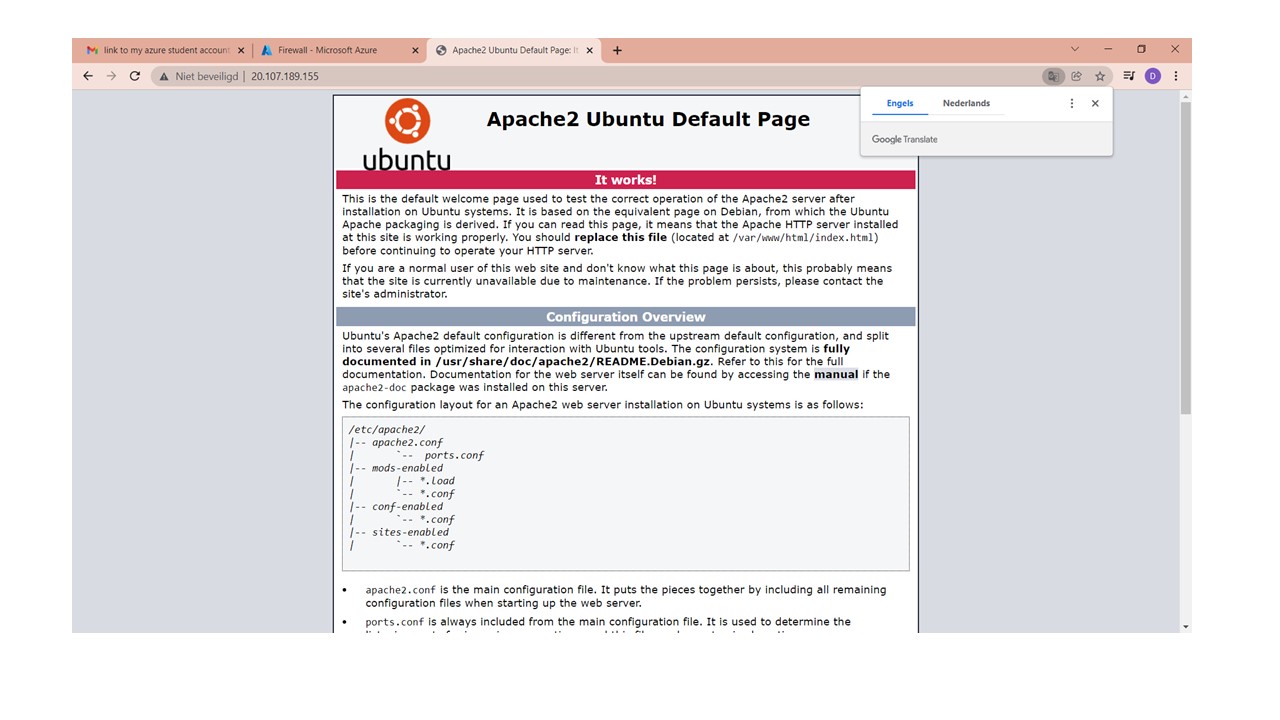 link to my azure student account
Firewall - Microsoft Azure
Apache2 Ubuntu Default Page: It
Niet beveiligd | 20.107.189.155
D
Engels
Nederlands
Google Translate
ubuntu
Apache2 Ubuntu Default Page
It works!
This is the default welcome page used to test the correct operation of the Apache2 server after
installation on Ubuntu systems. It is based on the equivalent page on Debian, from which the Ubuntu
Apache packaging is derived. If you can read this page, it means that the Apache HTTP server installed
at this site is working properly. You should replace this file (located at /var/www/html/index.html)
before continuing to operate your HTTP server.
If you are a normal user of this web site and don't know what this page is about, this probably means
that the site is currently unavailable due to maintenance. If the problem persists, please contact the
site's administrator.
Configuration Overview
Ubuntu's Apache2 default configuration is different from the upstream default configuration, and split
into several files optimized for interaction with Ubuntu tools. The configuration system is fully
documented in /usr/share/doc/apache2/README.Debian.gz. Refer to this for the full
documentation. Documentation for the web server itself can be found by accessing the manual if the
apache2-doc package was installed on this server.
The configuration layout for an Apache2 web server installation on Ubuntu systems is as follows:
/etc/apache2/
|-- apache2.conf
|       `--  ports.conf
|-- mods-enabled
|       |-- *.load
|       `-- *.conf
|-- conf-enabled
|       `-- *.conf
|-- sites-enabled
|       `-- *.conf
• apache2.conf is the main configuration file. It puts the pieces together by including all remaining
configuration files when starting up the web server.
• ports.conf is always included from the main configuration file. It is used to determine the